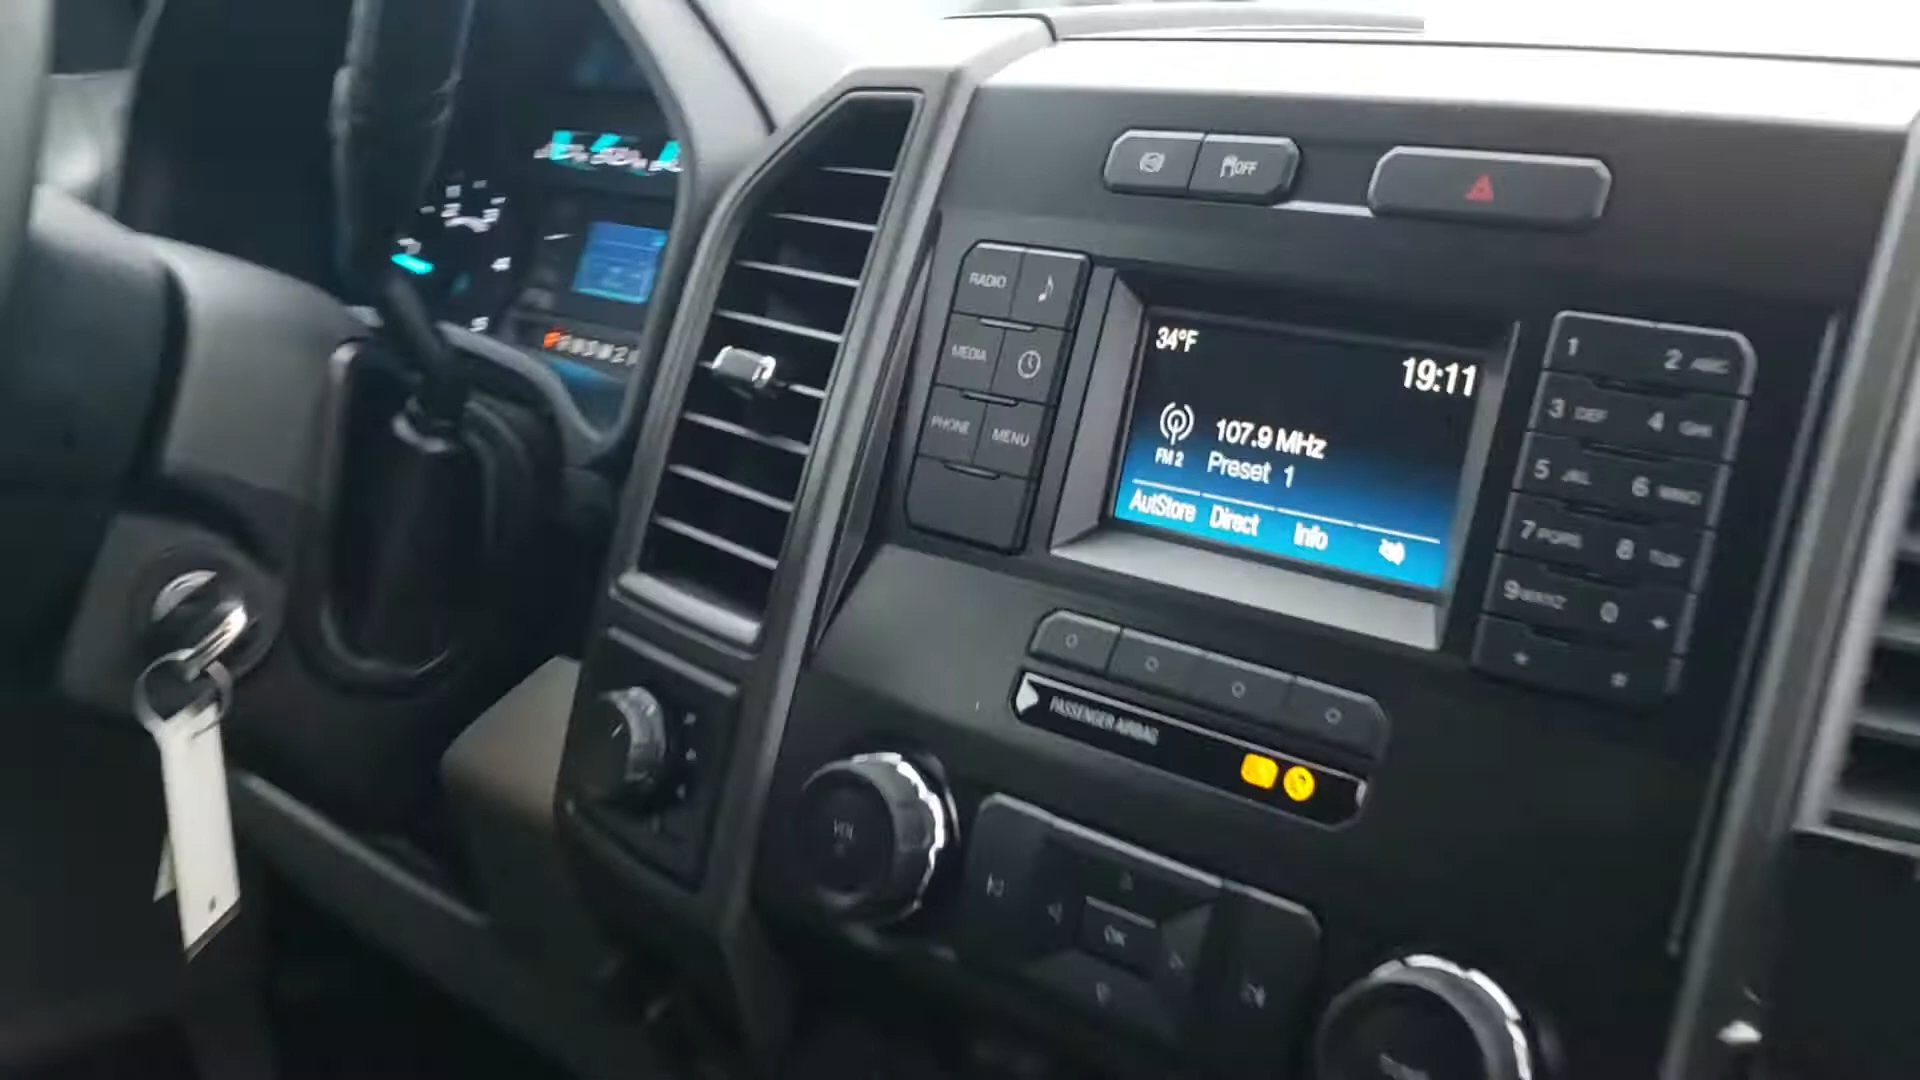 OFF
RADIO
MEDIA
PHONE MENU
34°F
19:11
107.9 MHz
FM 2 Preset 1
AutStore Direct Info
1 2 ABC
3 DEF 4 GHI
5 JKL 6 MNO
7 PQRS 8 TUV
9 WXYZ 0 +
*
PASSENGER AIRBAG
VOL
OK